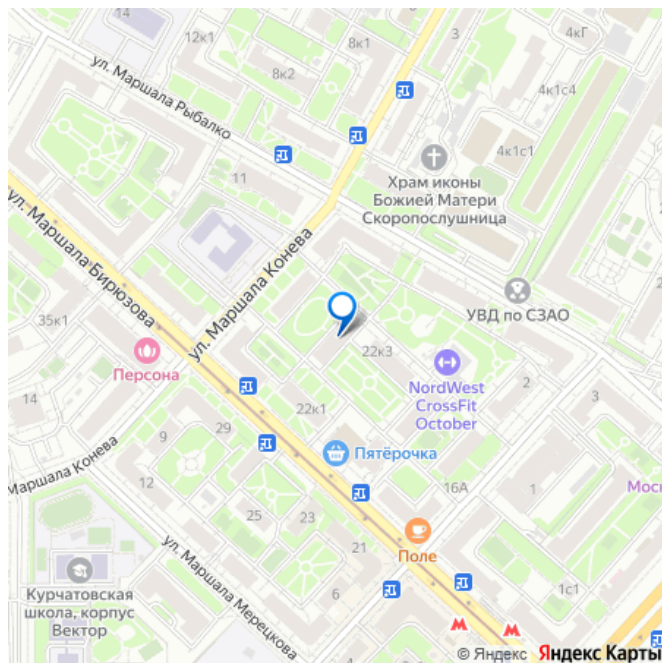 14
12к1
8к1
3
4кГ
8к2
4к1с4
ул. Маршала Рыбалко
4к1с1
11
Храм иконы
Божией Матери
Скоропослушница
ул. Маршала Бирюзова
ул. Маршала Конева
УВД по СЗАО
35к1
22к3
Персона
NordWest
CrossFit
October
14
22к1
2
3
9
29
Пятёрочка
Маршала Конева
12
16А
1
Моск
25
23
Поле
21
ул. Маршала Мерецкова
6
1с1
Курчатовская
школа, корпус
Вектор
© Яндекс Яндекс Карты